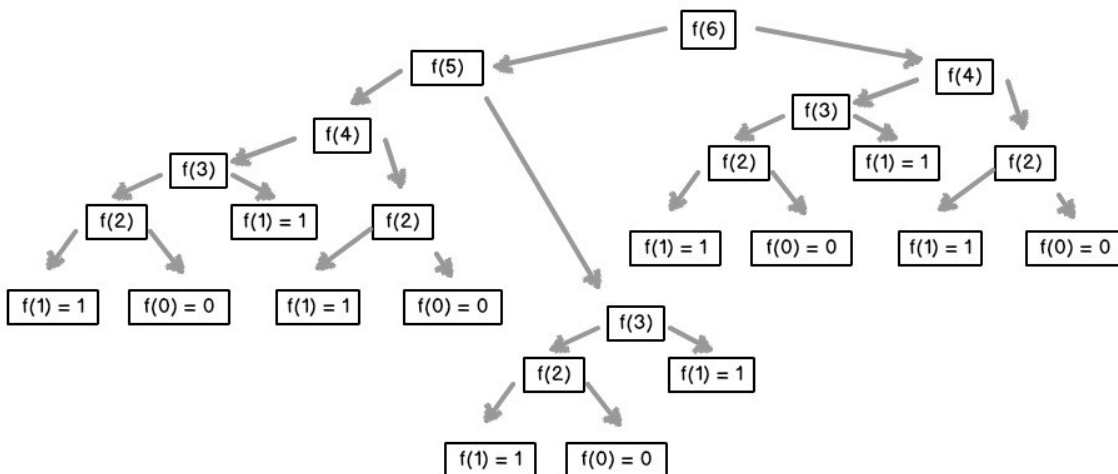 f(6)
f(5)
f(4)
f(3)
f(4)
f(2)
f(1) = 1
f(2)
f(3)
f(2)
f(1) = 1
f(2)
f(1) = 1
f(0) = 0
f(1) = 1
f(0) = 0
f(1) = 1
f(0) = 0
f(1) = 1
f(0) = 0
f(3)
f(2)
f(1) = 1
f(1) = 1
f(0) = 0